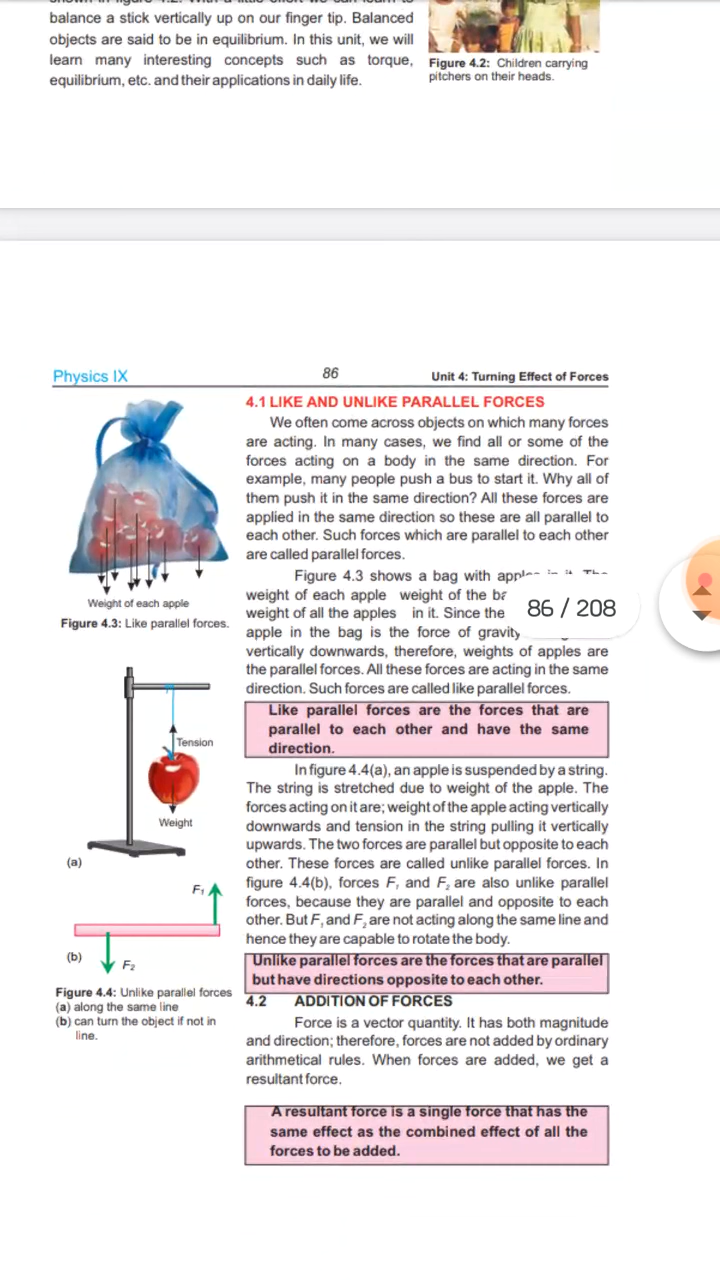 balance a stick vertically up on our finger tip. Balanced
objects are said to be in equilibrium. In this unit, we will
learn many interesting concepts such as torque,
equilibrium, etc. and their applications in daily life.
Figure 4.2: Children carrying
pitchers on their heads.
Physics IX
86
Unit 4: Turning Effect of Forces
Weight of each apple
Figure 4.3: Like parallel forces.
Tension
Weight
(a)
F₁
(b)
F₂
Figure 4.4: Unlike parallel forces
(a) along the same line
(b) can turn the object if not in
line.
4.1 LIKE AND UNLIKE PARALLEL FORCES
We often come across objects on which many forces
are acting. In many cases, we find all or some of the
forces acting on a body in the same direction. For
example, many people push a bus to start it. Why all of
them push it in the same direction? All these forces are
applied in the same direction so these are all parallel to
each other. Such forces which are parallel to each other
are called parallel forces.
Figure 4.3 shows a bag with
weight of each apple weight of the
weight of all the apples in it. Since the
apple in the bag is the force of gravity
vertically downwards, therefore, weights of apples are
the parallel forces. All these forces are acting in the same
direction. Such forces are called like parallel forces.
Like parallel forces are the forces that are
parallel to each other and have the same
direction.
In figure 4.4(a), an apple is suspended by a string.
The string is stretched due to weight of the apple. The
forces acting on it are; weight of the apple acting vertically
downwards and tension in the string pulling it vertically
upwards. The two forces are parallel but opposite to each
other. These forces are called unlike parallel forces. In
figure 4.4(b), forces F₁ and F₂ are also unlike parallel
forces, because they are parallel and opposite to each
other. But F₁ and F₂ are not acting along the same line and
hence they are capable to rotate the body.
Unlike parallel forces are the forces that are parallel
but have directions opposite to each other.
4.2 ADDITION OF FORCES
Force is a vector quantity. It has both magnitude
and direction; therefore, forces are not added by ordinary
arithmetical rules. When forces are added, we get a
resultant force.
A resultant force is a single force that has the
same effect as the combined effect of all the
forces to be added.
86 / 208